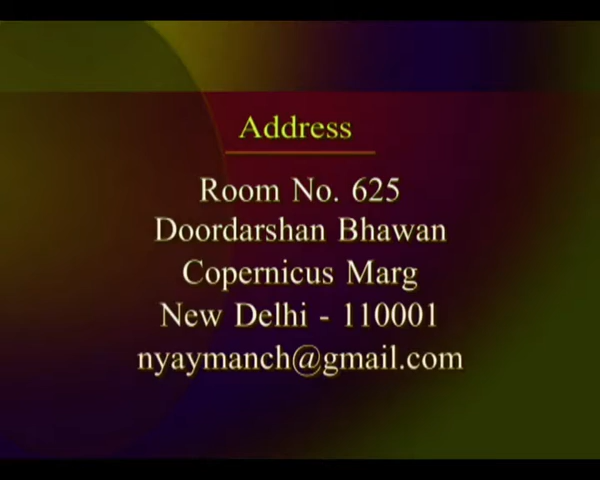 Address
Room No. 625
Doordarshan Bhawan
Copernicus Marg
New Delhi - 110001
nyaymanch@gmail.com